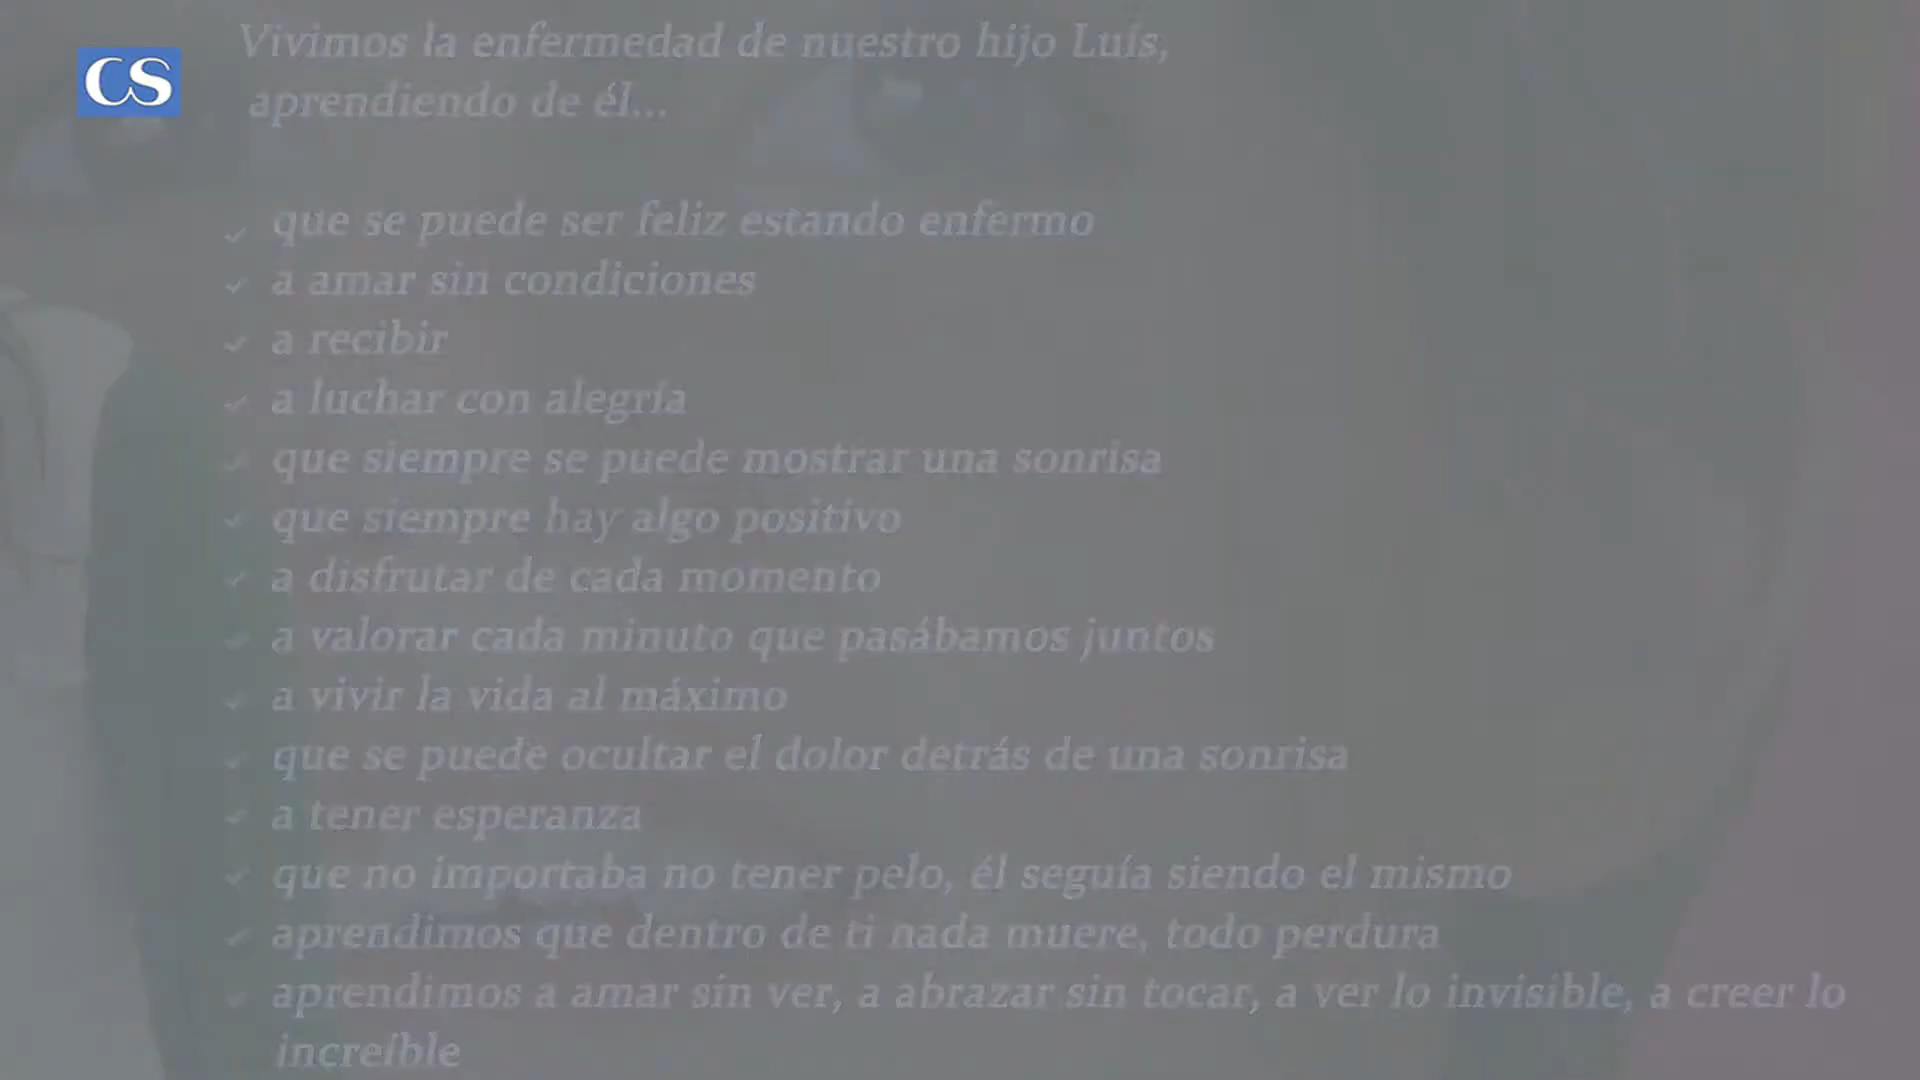 Vivimos la enfermedad de nuestro hijo Luís,
CS
aprendiendo de él...
que se puede ser feliz estando enfermo
a amar sin condiciones
a recibir
a luchar con alegría
que siempre se puede mostrar una sonrisa
que siempre hay algo positivo
a disfrutar de cada momento
a valorar cada minuto que pasábamos juntos
a vivir la vida al máximo
que se puede ocultar el dolor detrás de una sonrisa
a tener esperanza
que no importaba no tener pelo, él seguía siendo el mismo
aprendimos que dentro de ti nada muere, todo perdura
aprendimos a amar sin ver, a abrazar sin tocar, a ver lo invisible, a creer lo
increíble